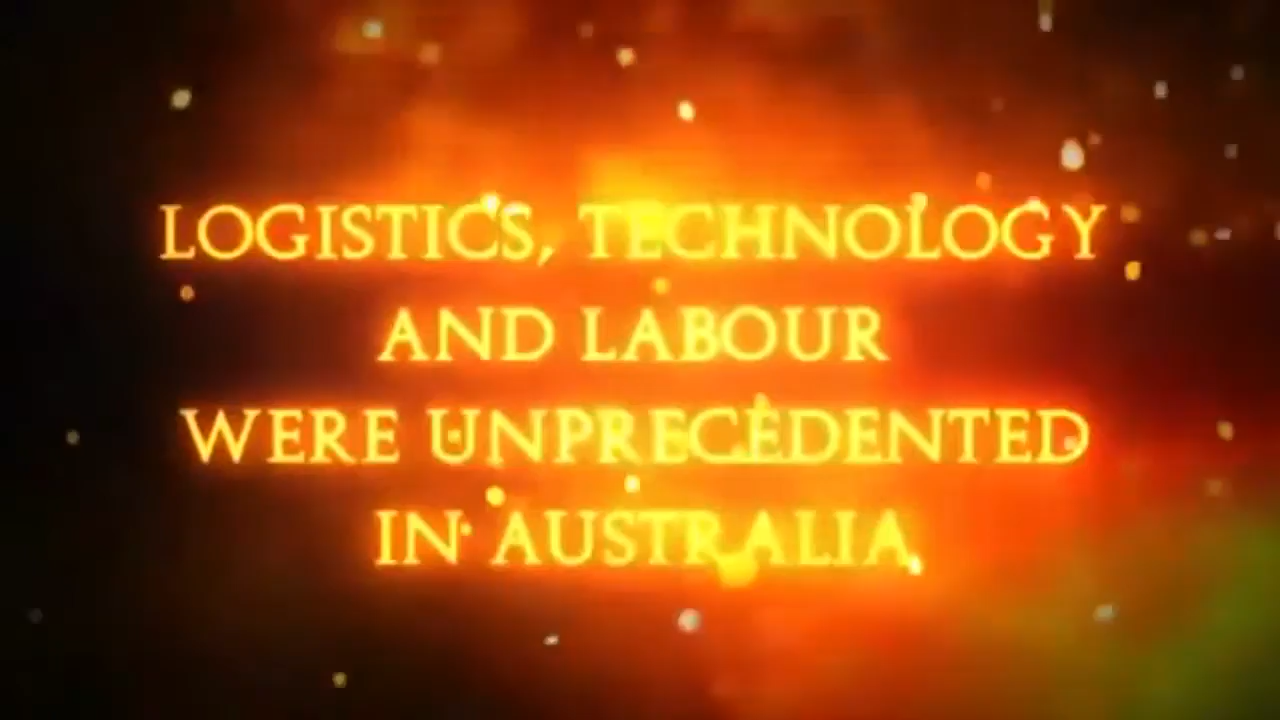 LOGISTICS, TECHNOLOGY
AND LABOUR
WERE UNPRECEDENTED
IN AUSTRALIA